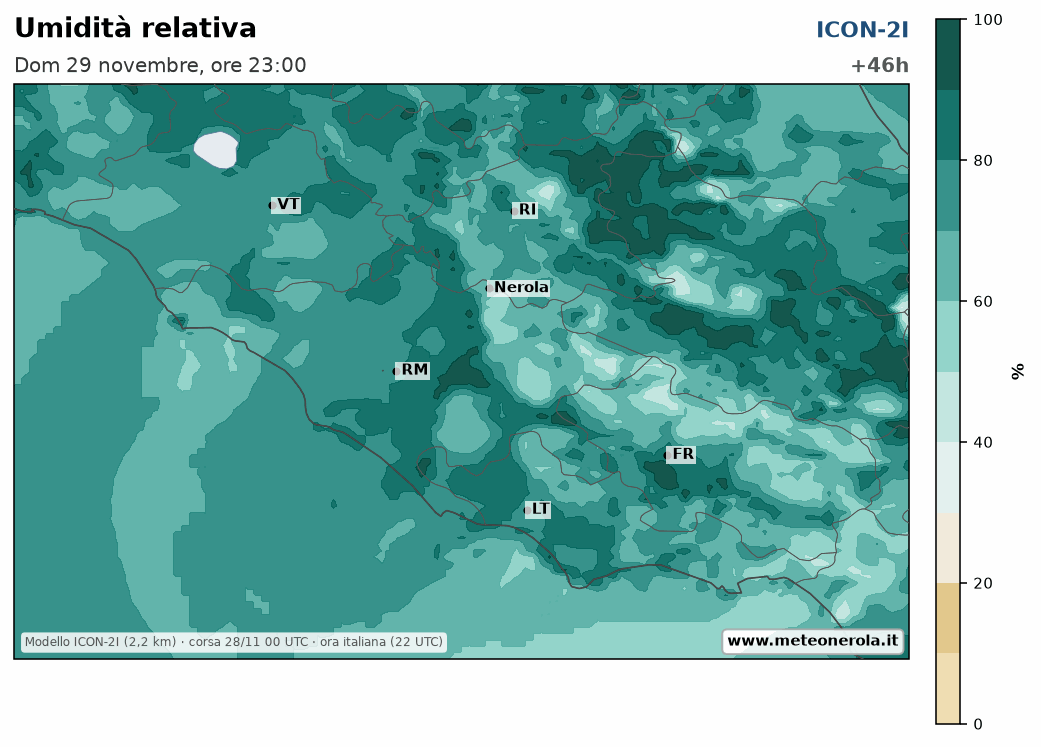 Umidità relativa
ICON-2I
Dom 29 novembre, ore 23:00
+46h
VT
RI
Nerola
RM
FR
LT
Modello ICON-2I (2,2 km) · corsa 28/11 00 UTC · ora italiana (22 UTC)
www.meteonerola.it
100
80
60
40
20
0
%